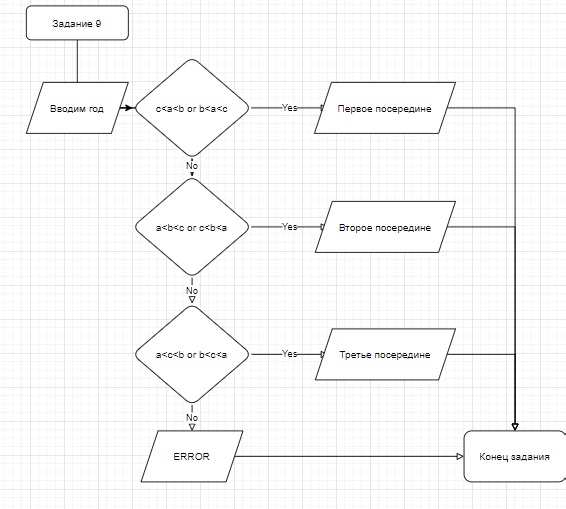 Задание 9
Вводим год
c<a<b or b<a<c
Yes
Первое посередине
No
a<b<c or c<b<a
Yes
Второе посередине
No
a<c<b or b<c<a
Yes
Третье посередине
No
ERROR
Конец задания